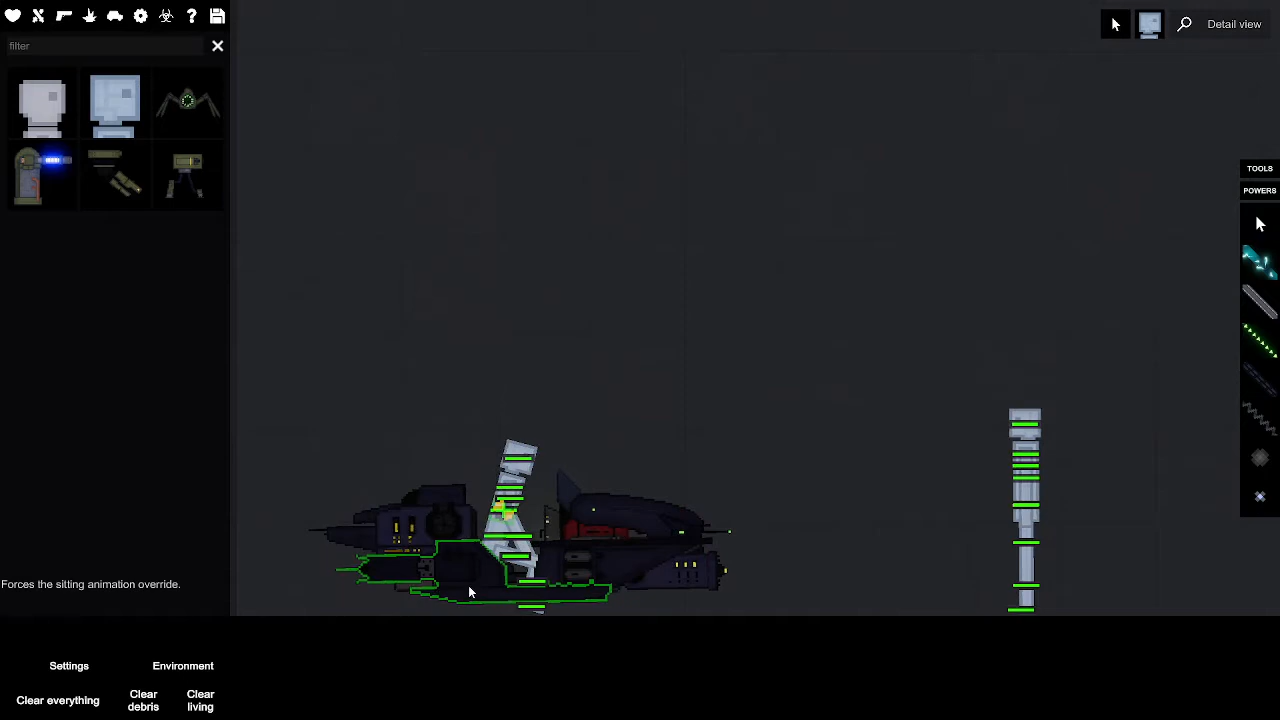 ?
filter
Detail view
TOOLS
POWERS
Forces the sitting animation override.
Settings
Environment
Clear everything
Clear
debris
Clear
living